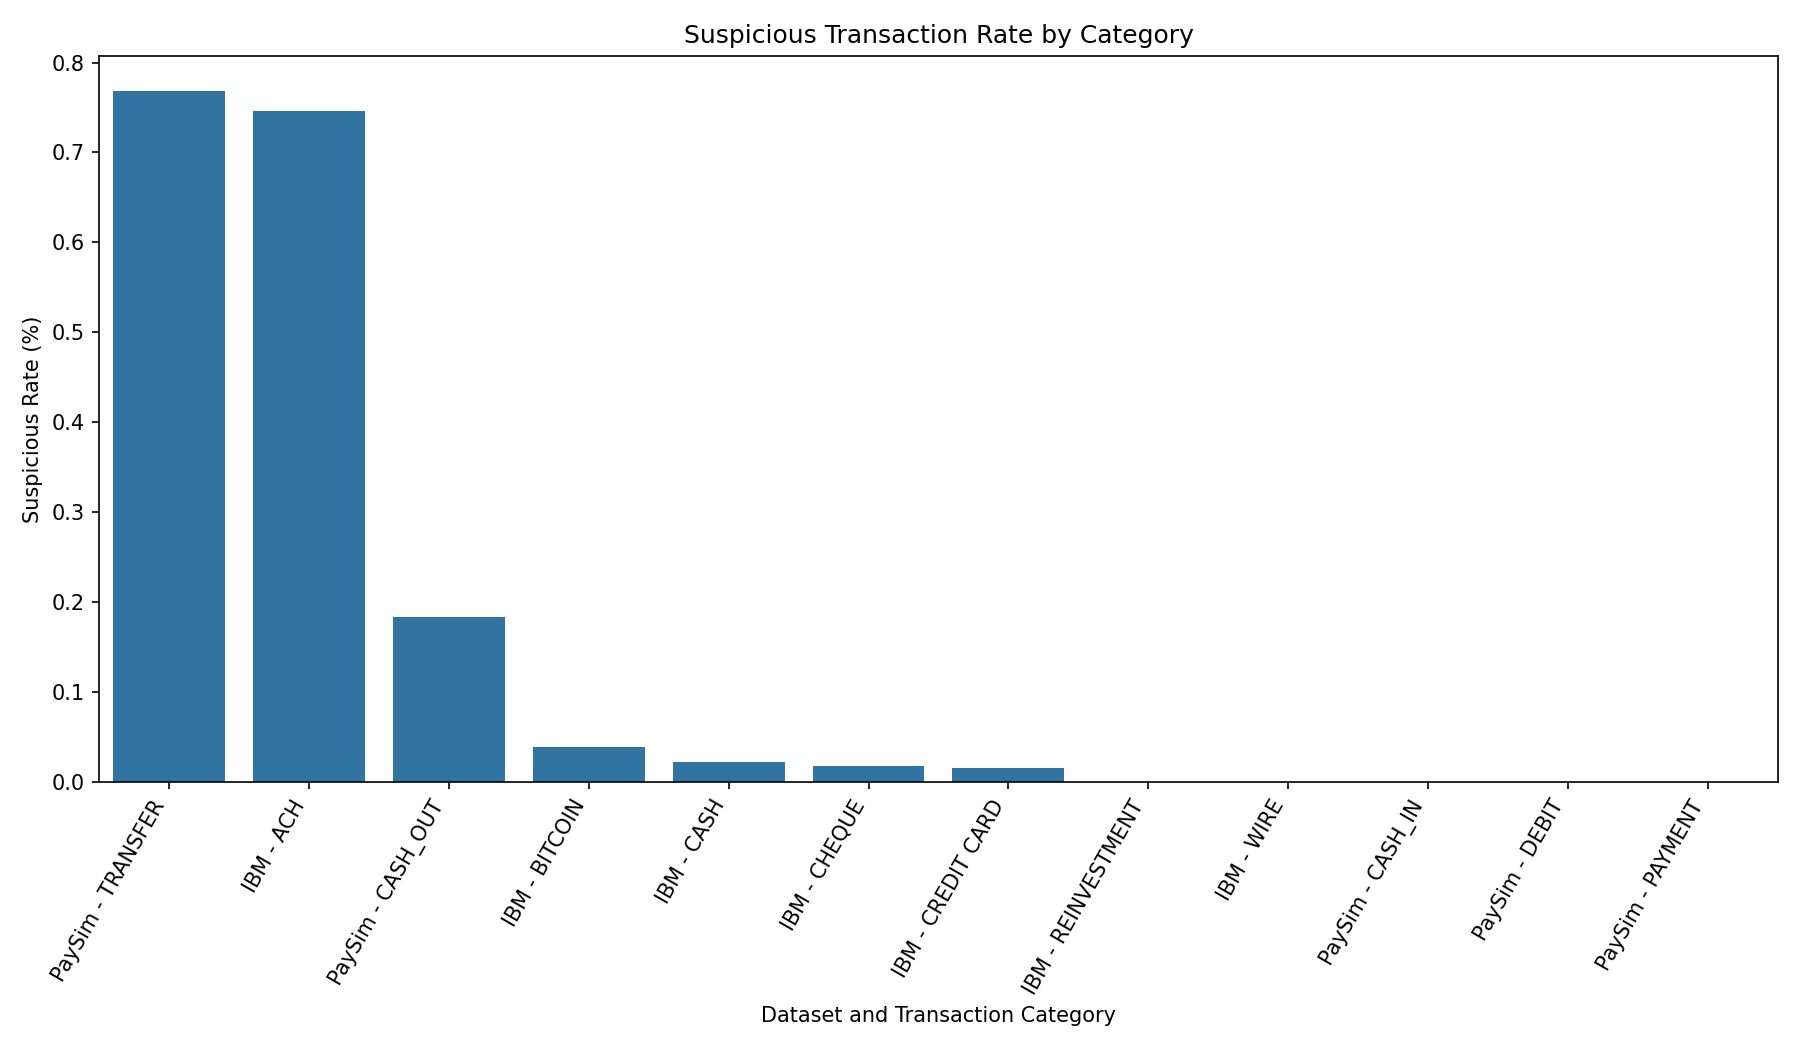 Suspicious Transaction Rate by Category
Suspicious Rate (%)
0.8
0.7
0.6
0.5
0.4
0.3
0.2
0.1
0.0
PaySim - TRANSFER
IBM - ACH
PaySim - CASH_OUT
IBM - BITCOIN
IBM - CASH
IBM - CHEQUE
IBM - CREDIT CARD
IBM - REINVESTMENT
IBM - WIRE
PaySim - CASH_IN
PaySim - DEBIT
PaySim - PAYMENT
Dataset and Transaction Category